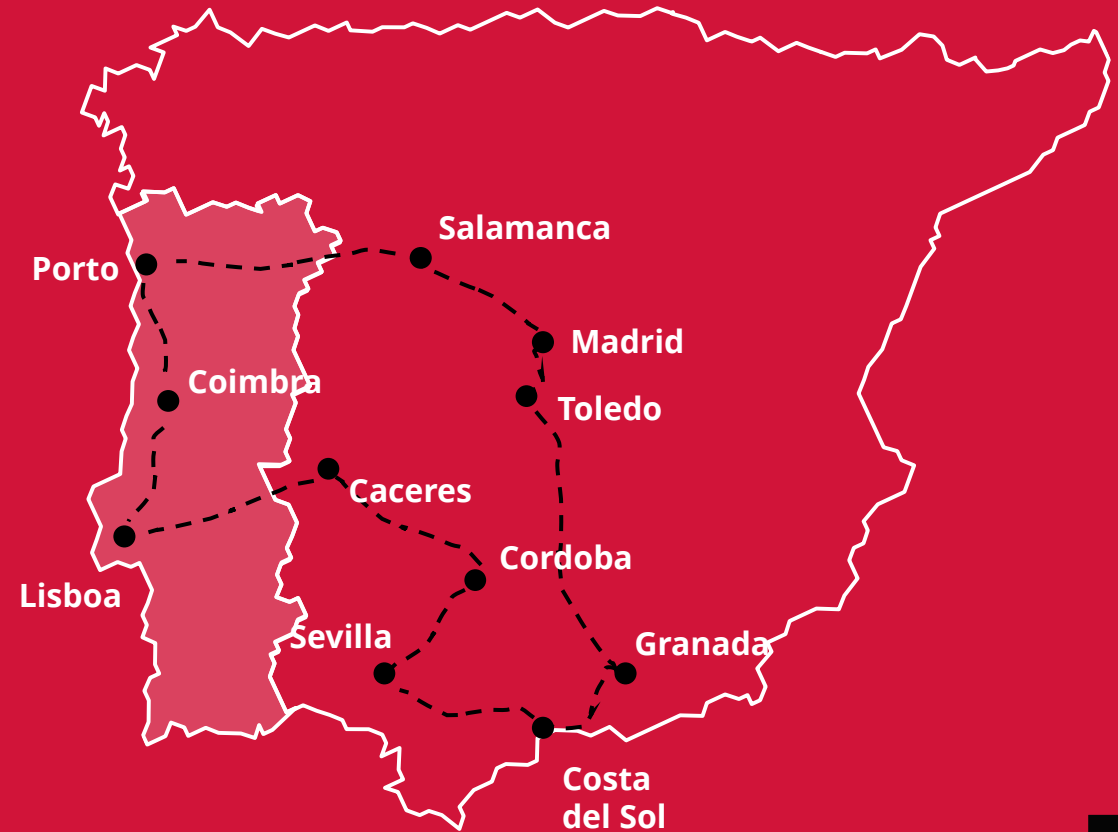 Salamanca
Porto
Madrid
Coimbra
Toledo
Caceres
Cordoba
Lisboa
Sevilla
Granada
Costa
del Sol